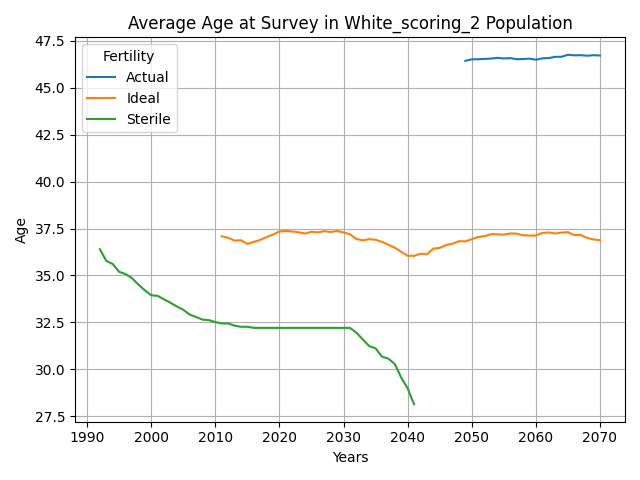 Average Age at Survey in White_scoring_2 Population
Fertility
Actual
Ideal
Sterile
Age
47.5
45.0
42.5
40.0
37.5
35.0
32.5
30.0
27.5
1990 2000 2010 2020 2030 2040 2050 2060 2070
Years